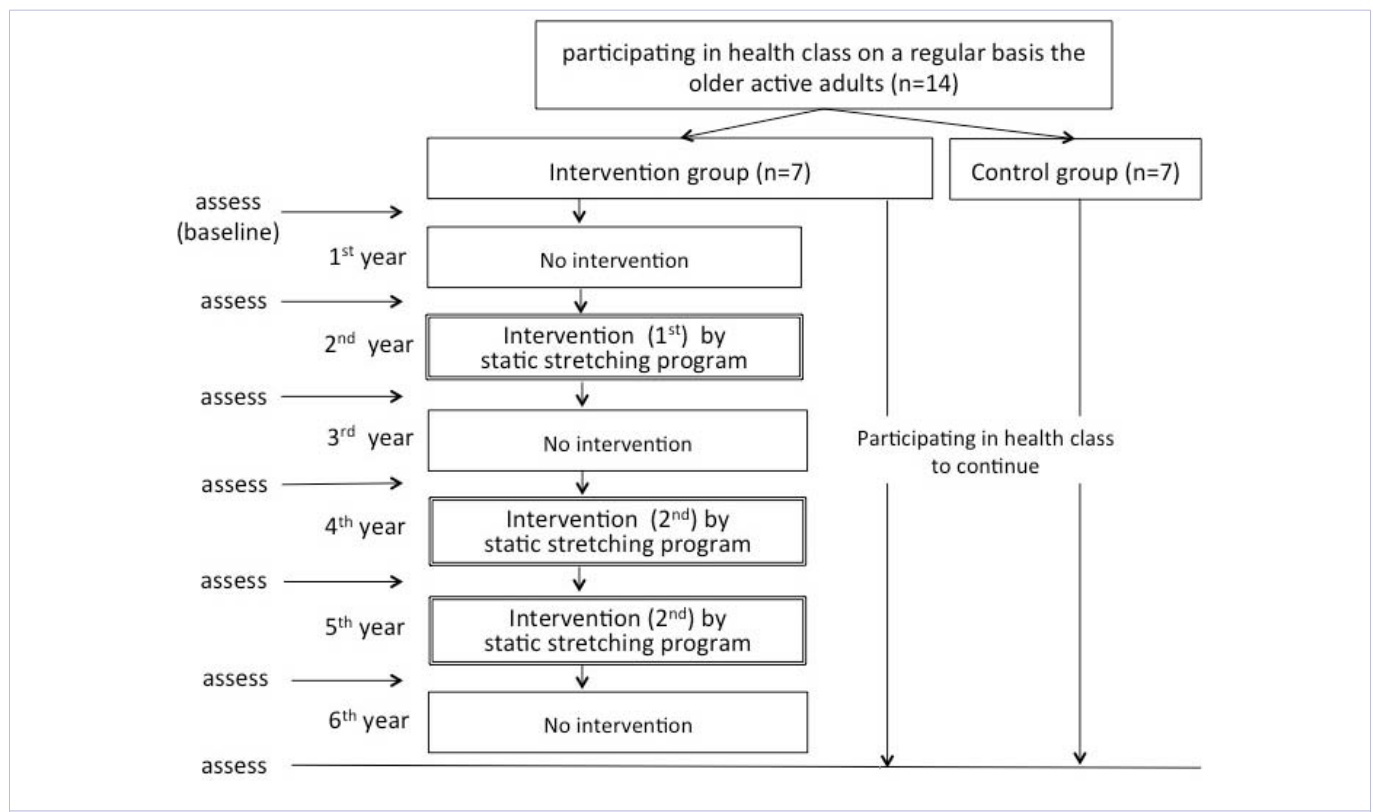 participating in health class on a regular basis the
older active adults (n=14)
Intervention group (n=7)
Control group (n=7)
assess
(baseline)
1st year
No intervention
assess
2nd year
Intervention (1st) by
static stretching program
assess
3rd year
No intervention
Participating in health class
to continue
assess
4th year
Intervention (2nd) by
static stretching program
assess
5th year
Intervention (2nd) by
static stretching program
assess
6th year
No intervention
assess